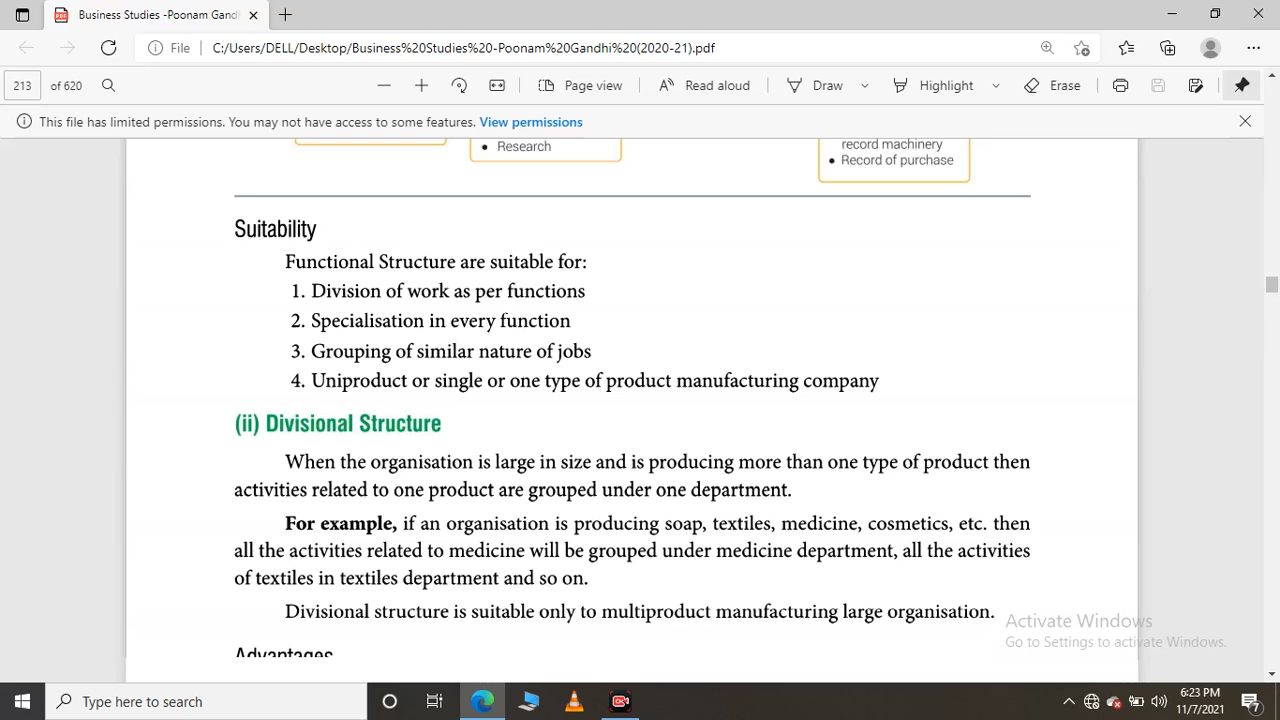 Business Studies -Poonam Gandh
File C:/Users/DELL/Desktop/Business%20Studies%20-Poonam%20Gandhi%20(2020-21).pdf
213 of 620 Page view Read aloud Draw Highlight Erase
This file has limited permissions. You may not have access to some features. View permissions
• Research
record machinery
• Record of purchase
Suitability
Functional Structure are suitable for:
1. Division of work as per functions
2. Specialisation in every function
3. Grouping of similar nature of jobs
4. Uniproduct or single or one type of product manufacturing company
(ii) Divisional Structure
When the organisation is large in size and is producing more than one type of product then
activities related to one product are grouped under one department.
For example, if an organisation is producing soap, textiles, medicine, cosmetics, etc. then
all the activities related to medicine will be grouped under medicine department, all the activities
of textiles in textiles department and so on.
Divisional structure is suitable only to multiproduct manufacturing large organisation.
Advantages
Activate Windows
Go to Settings to activate Windows.
Type here to search
6:23 PM
11/7/2021
7